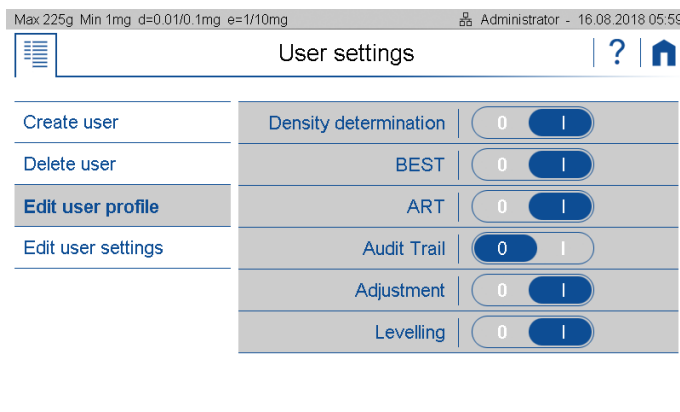 Max 225g Min 1mg d=0.01/0.1mg e=1/10mg
Administrator - 16.08.2018 05:59
User settings
?
Create user
Delete user
Edit user profile
Edit user settings
Density determination 0 I
BEST 0 I
ART 0 I
Audit Trail 0 I
Adjustment 0 I
Levelling 0 I